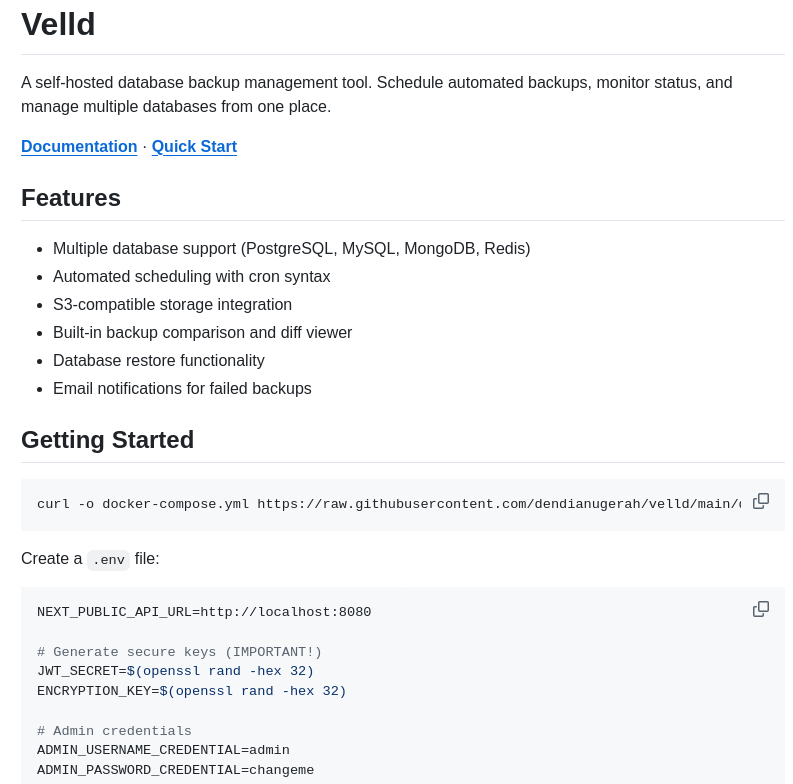 Velld
A self-hosted database backup management tool. Schedule automated backups, monitor status, and
manage multiple databases from one place.
Documentation · Quick Start
Features
• Multiple database support (PostgreSQL, MySQL, MongoDB, Redis)
• Automated scheduling with cron syntax
• S3-compatible storage integration
• Built-in backup comparison and diff viewer
• Database restore functionality
• Email notifications for failed backups
Getting Started
curl -o docker-compose.yml https://raw.githubusercontent.com/dendianugerah/velld/main/
Create a .env file:
NEXT_PUBLIC_API_URL=http://localhost:8080
# Generate secure keys (IMPORTANT!)
JWT_SECRET=$(openssl rand -hex 32)
ENCRYPTION_KEY=$(openssl rand -hex 32)
# Admin credentials
ADMIN_USERNAME_CREDENTIAL=admin
ADMIN_PASSWORD_CREDENTIAL=changeme